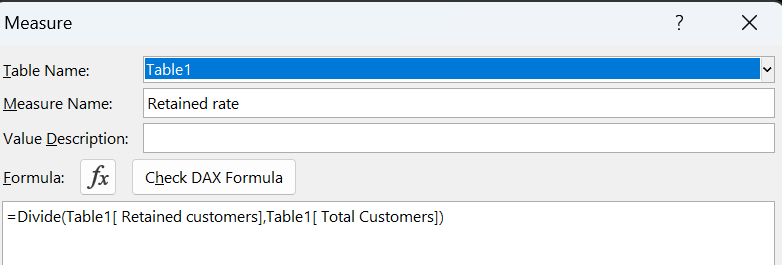 Measure ?
Table Name: Table1
Measure Name: Retained rate
Value Description:
Formula: fx Check DAX Formula
=Divide(Table1[ Retained customers],Table1[ Total Customers])